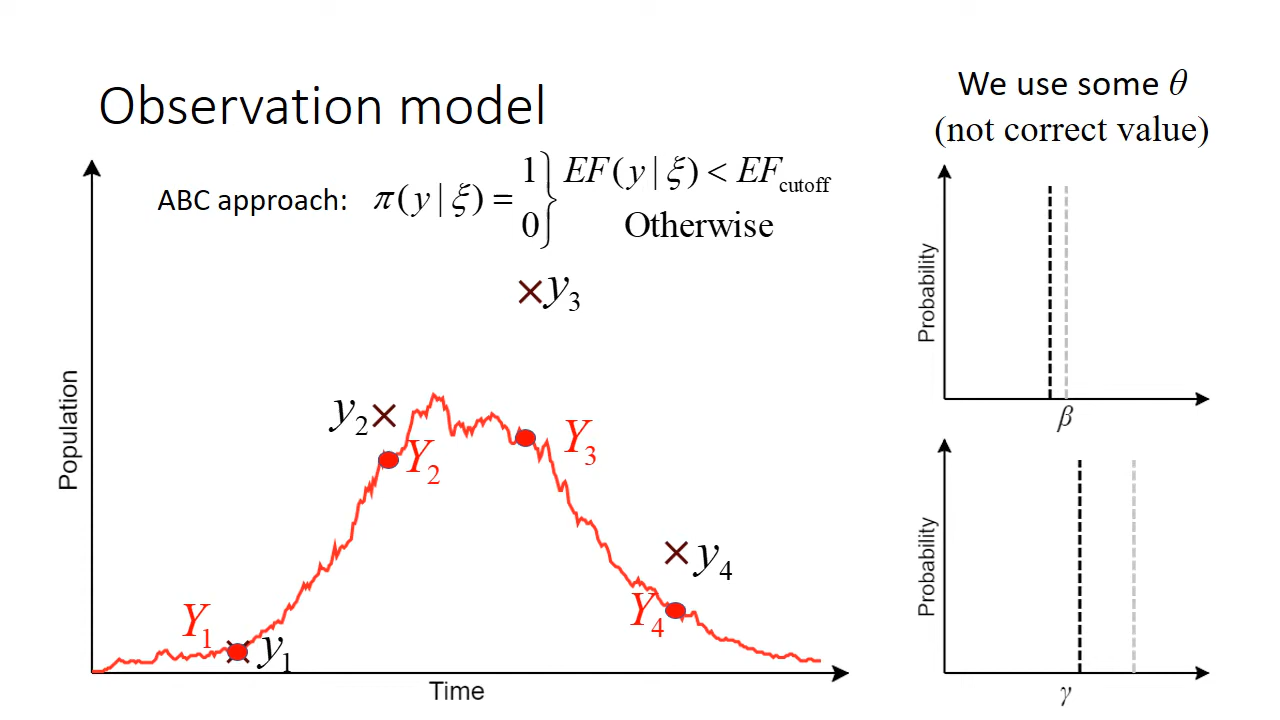 Observation model
ABC approach: π(y | ξ) = 1 } EF(y | ξ) < EF_cutoff
0 } Otherwise
y₃
y₂
Y₂
Y₃
y₄
Y₄
Y₁
y₁
Population
Time
We use some θ
(not correct value)
Probability
β
Probability
γ